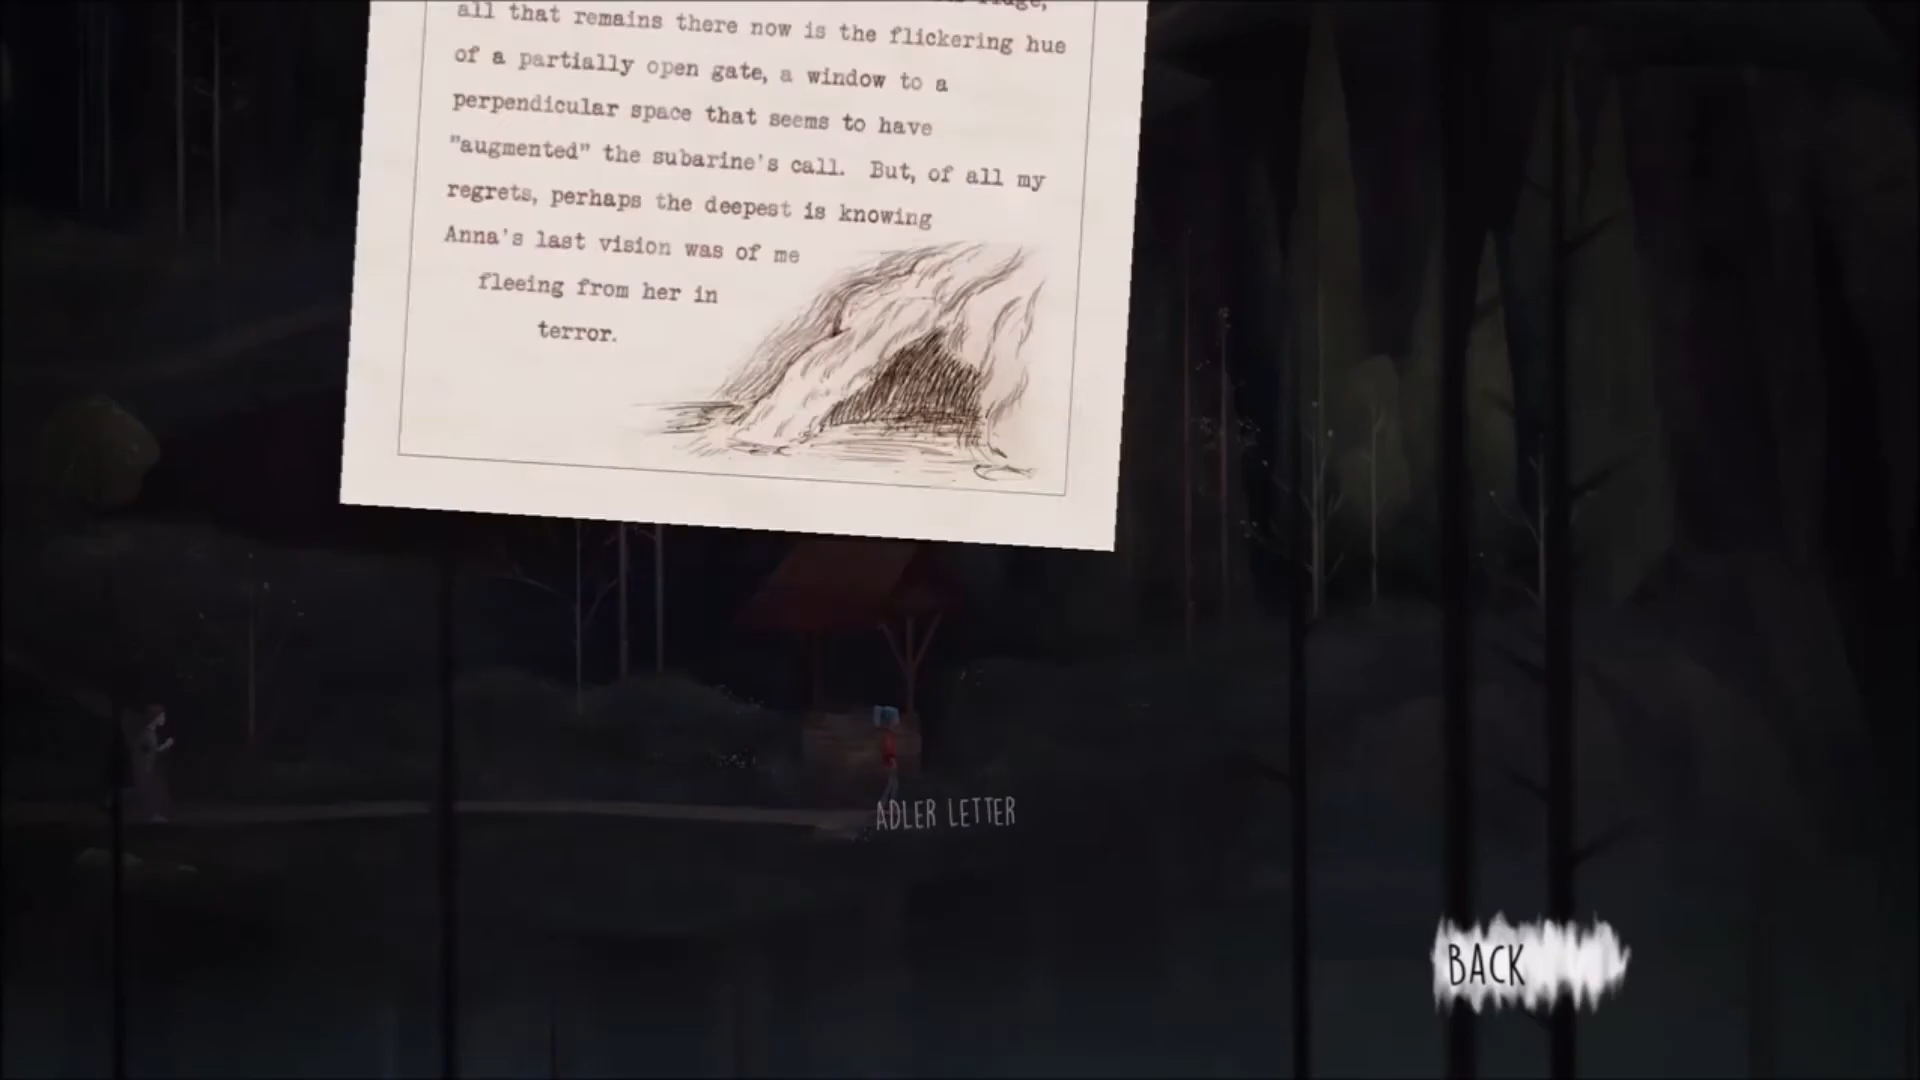 all that remains there now is the flickering hue
of a partially open gate, a window to a
perpendicular space that seems to have
"augmented" the subarine's call.  But, of all my
regrets, perhaps the deepest is knowing
Anna's last vision was of me
fleeing from her in
terror.
ADLER LETTER
BACK